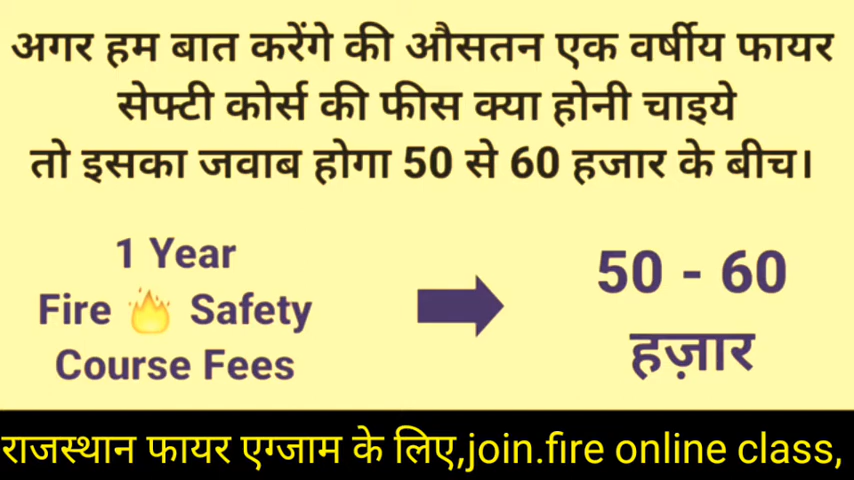 अगर हम बात करेंगे की औसतन एक वर्षीय फायर
सेफ्टी कोर्स की फीस क्या होनी चाइये
तो इसका जवाब होगा 50 से 60 हजार के बीच।
1 Year
Fire 🔥 Safety
Course Fees
50 - 60
हज़ार
राजस्थान फायर एग्जाम के लिए,join.fire online class,